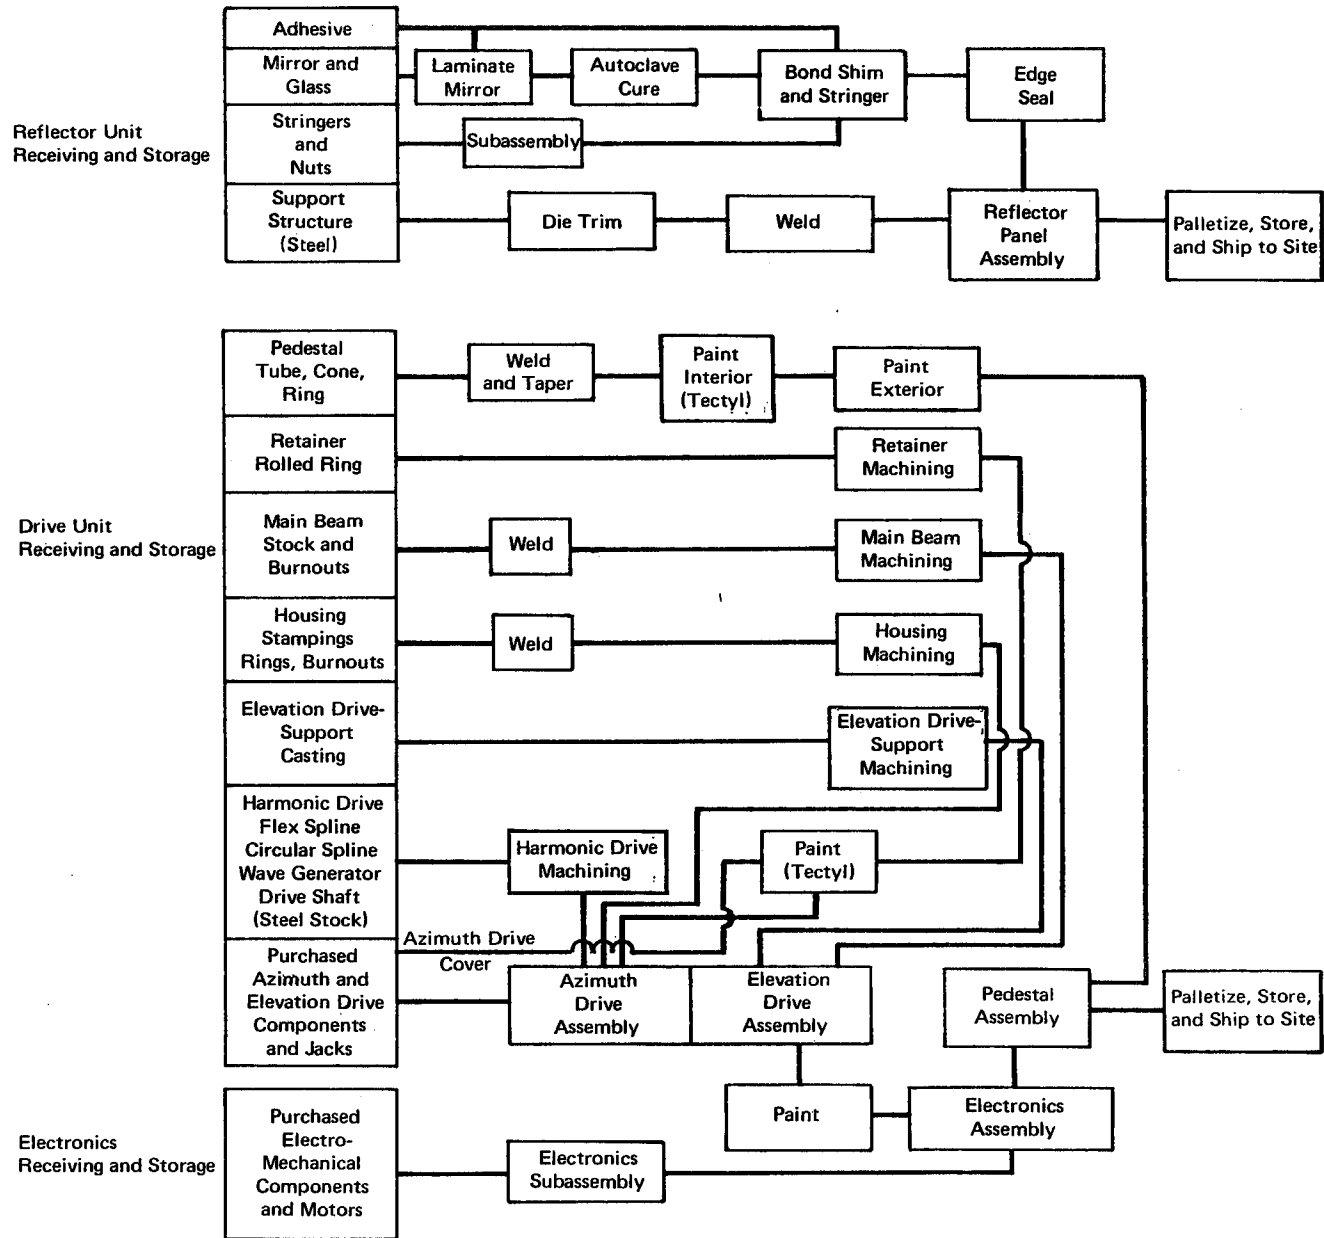 Adhesive
Mirror and
Glass
Laminate
Mirror
Autoclave
Cure
Bond Shim
and Stringer
Edge
Seal
Reflector Unit
Receiving and Storage
Stringers
and
Nuts
Subassembly
Support
Structure
(Steel)
Die Trim
Weld
Reflector
Panel
Assembly
Palletize, Store,
and Ship to Site
Pedestal
Tube, Cone,
Ring
Weld
and Taper
Paint
Interior
(Tectyl)
Paint
Exterior
Retainer
Rolled Ring
Retainer
Machining
Drive Unit
Receiving and Storage
Main Beam
Stock and
Burnouts
Weld
Main Beam
Machining
Housing
Stampings
Rings, Burnouts
Weld
Housing
Machining
Elevation Drive-
Support
Casting
Elevation Drive-
Support
Machining
Harmonic Drive
Flex Spline
Circular Spline
Wave Generator
Drive Shaft
(Steel Stock)
Harmonic Drive
Machining
Paint
(Tectyl)
Azimuth Drive
Cover
Purchased
Azimuth and
Elevation Drive
Components
and Jacks
Azimuth
Drive
Assembly
Elevation
Drive
Assembly
Pedestal
Assembly
Palletize, Store,
and Ship to Site
Electronics
Receiving and Storage
Purchased
Electro-
Mechanical
Components
and Motors
Electronics
Subassembly
Paint
Electronics
Assembly